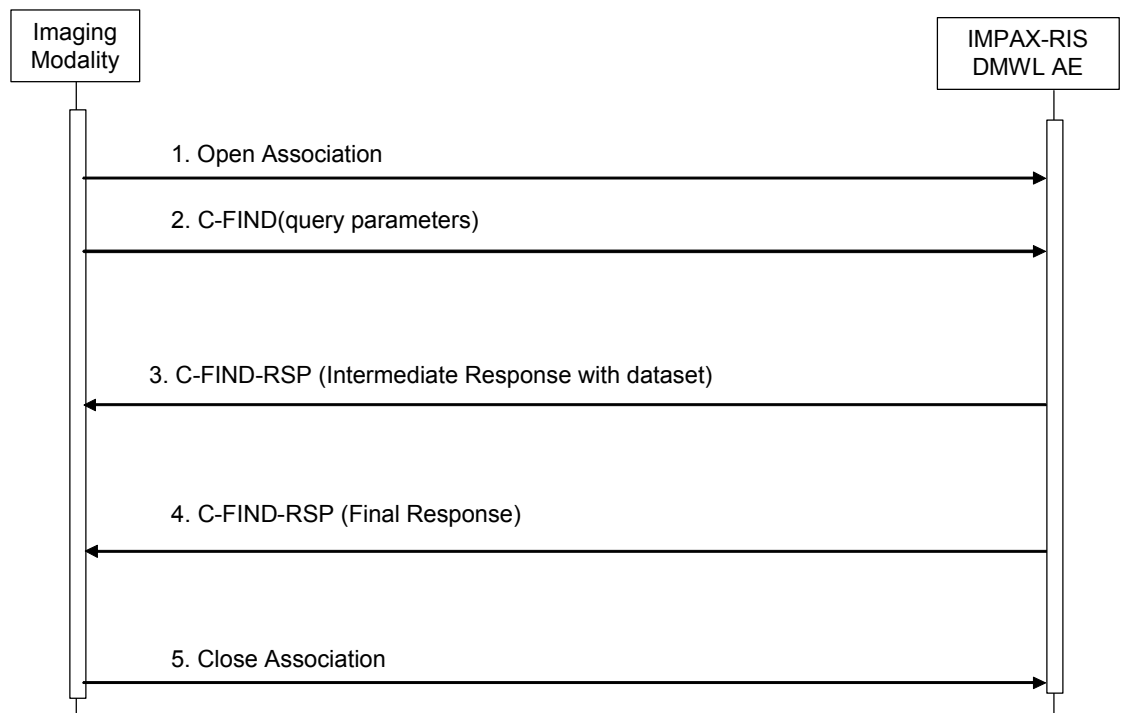 Imaging
Modality
IMPAX-RIS
DMWL AE
1. Open Association
2. C-FIND(query parameters)
3. C-FIND-RSP (Intermediate Response with dataset)
4. C-FIND-RSP (Final Response)
5. Close Association